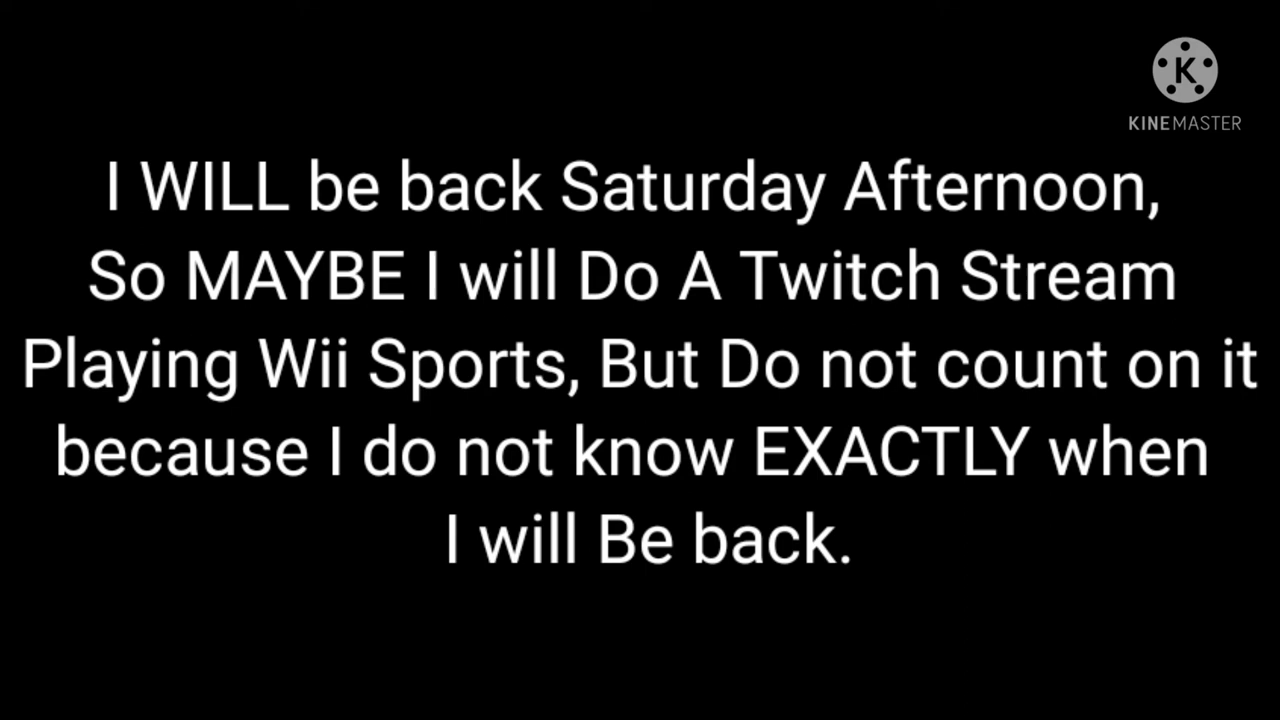 K
KINEMASTER
I WILL be back Saturday Afternoon,
So MAYBE I will Do A Twitch Stream
Playing Wii Sports, But Do not count on it
because I do not know EXACTLY when
I will Be back.